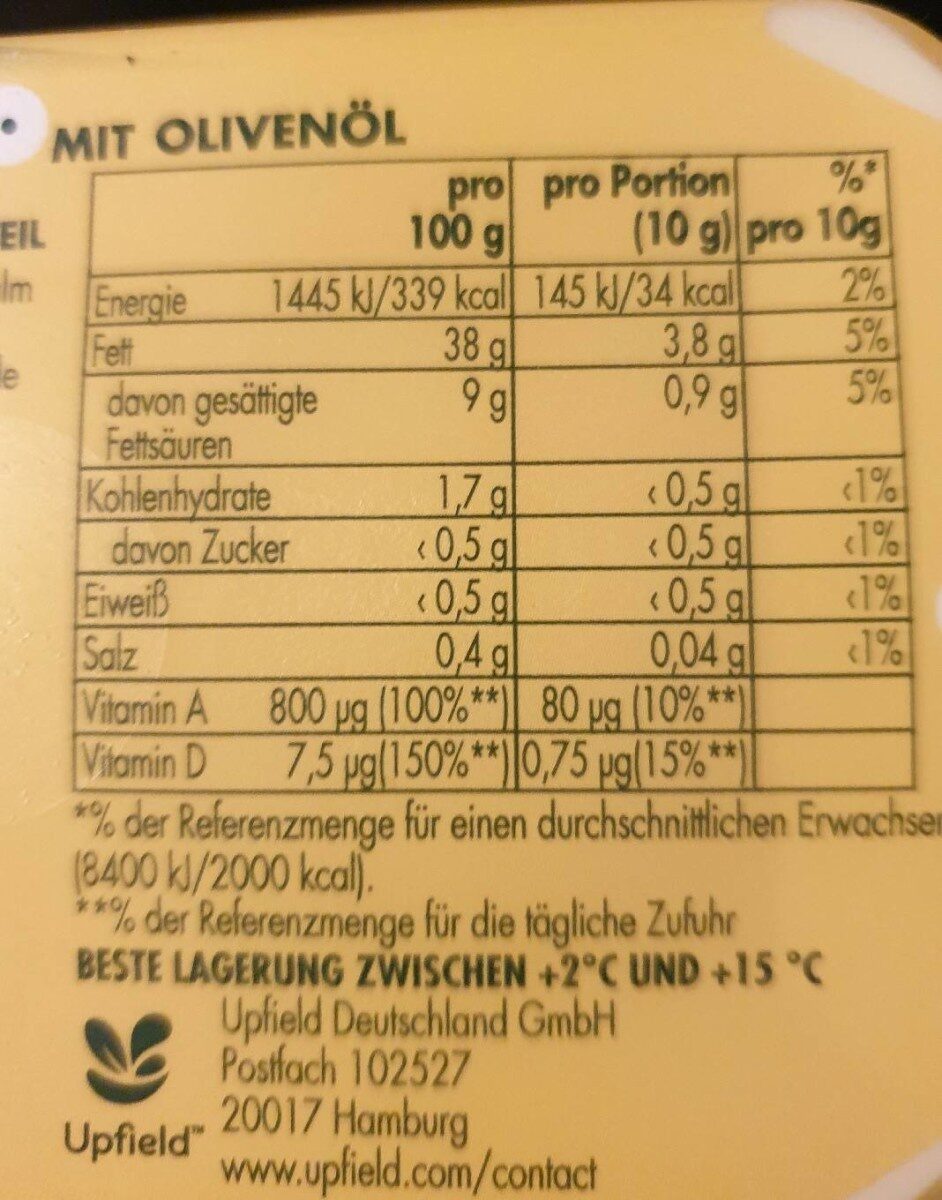 MIT OLIVENÖL
pro 100 g pro Portion (10 g) %* pro 10g
EIL
Energie 1445 kJ/339 kcal 145 kJ/34 kcal 2%
Fett 38 g 3,8 g 5%
davon gesättigte 9 g 0,9 g 5%
Fettsäuren
Kohlenhydrate 1,7 g < 0,5 g <1%
davon Zucker < 0,5 g < 0,5 g <1%
Eiweiß < 0,5 g < 0,5 g <1%
Salz 0,4 g 0,04 g <1%
Vitamin A 800 µg (100%**) 80 µg (10%**)
Vitamin D 7,5 µg(150%**) 0,75 µg(15%**)
*% der Referenzmenge für einen durchschnittlichen Erwachsen
(8400 kJ/2000 kcal).
**% der Referenzmenge für die tägliche Zufuhr
BESTE LAGERUNG ZWISCHEN +2°C UND +15 °C
Upfield Deutschland GmbH
Postfach 102527
20017 Hamburg
Upfield™
www.upfield.com/contact